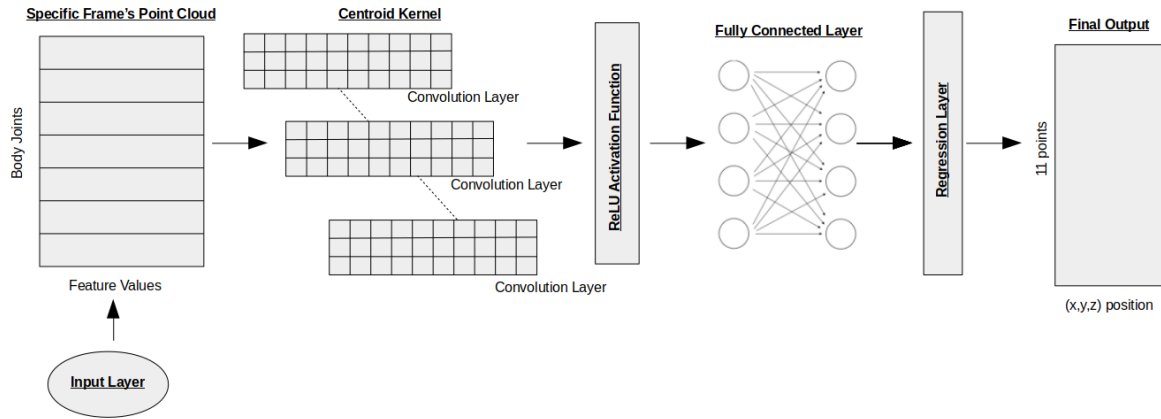 Specific Frame's Point Cloud
Body Joints
Feature Values
Input Layer
Centroid Kernel
Convolution Layer
Convolution Layer
Convolution Layer
ReLU Activation Function
Fully Connected Layer
Regression Layer
Final Output
11 points
(x,y,z) position